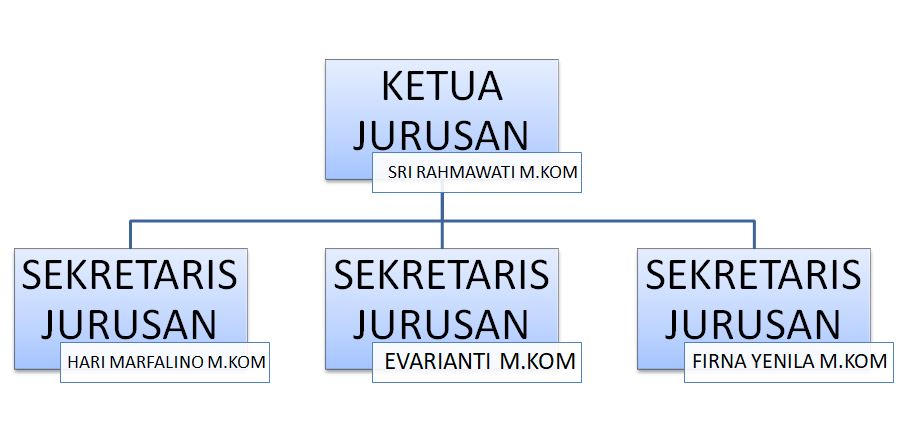 KETUA
JURUSAN
SRI RAHMAWATI M.KOM
SEKRETARIS
JURUSAN
HARI MARFALINO M.KOM
SEKRETARIS
JURUSAN
EVARIANTI M.KOM
SEKRETARIS
JURUSAN
FIRNA YENILA M.KOM